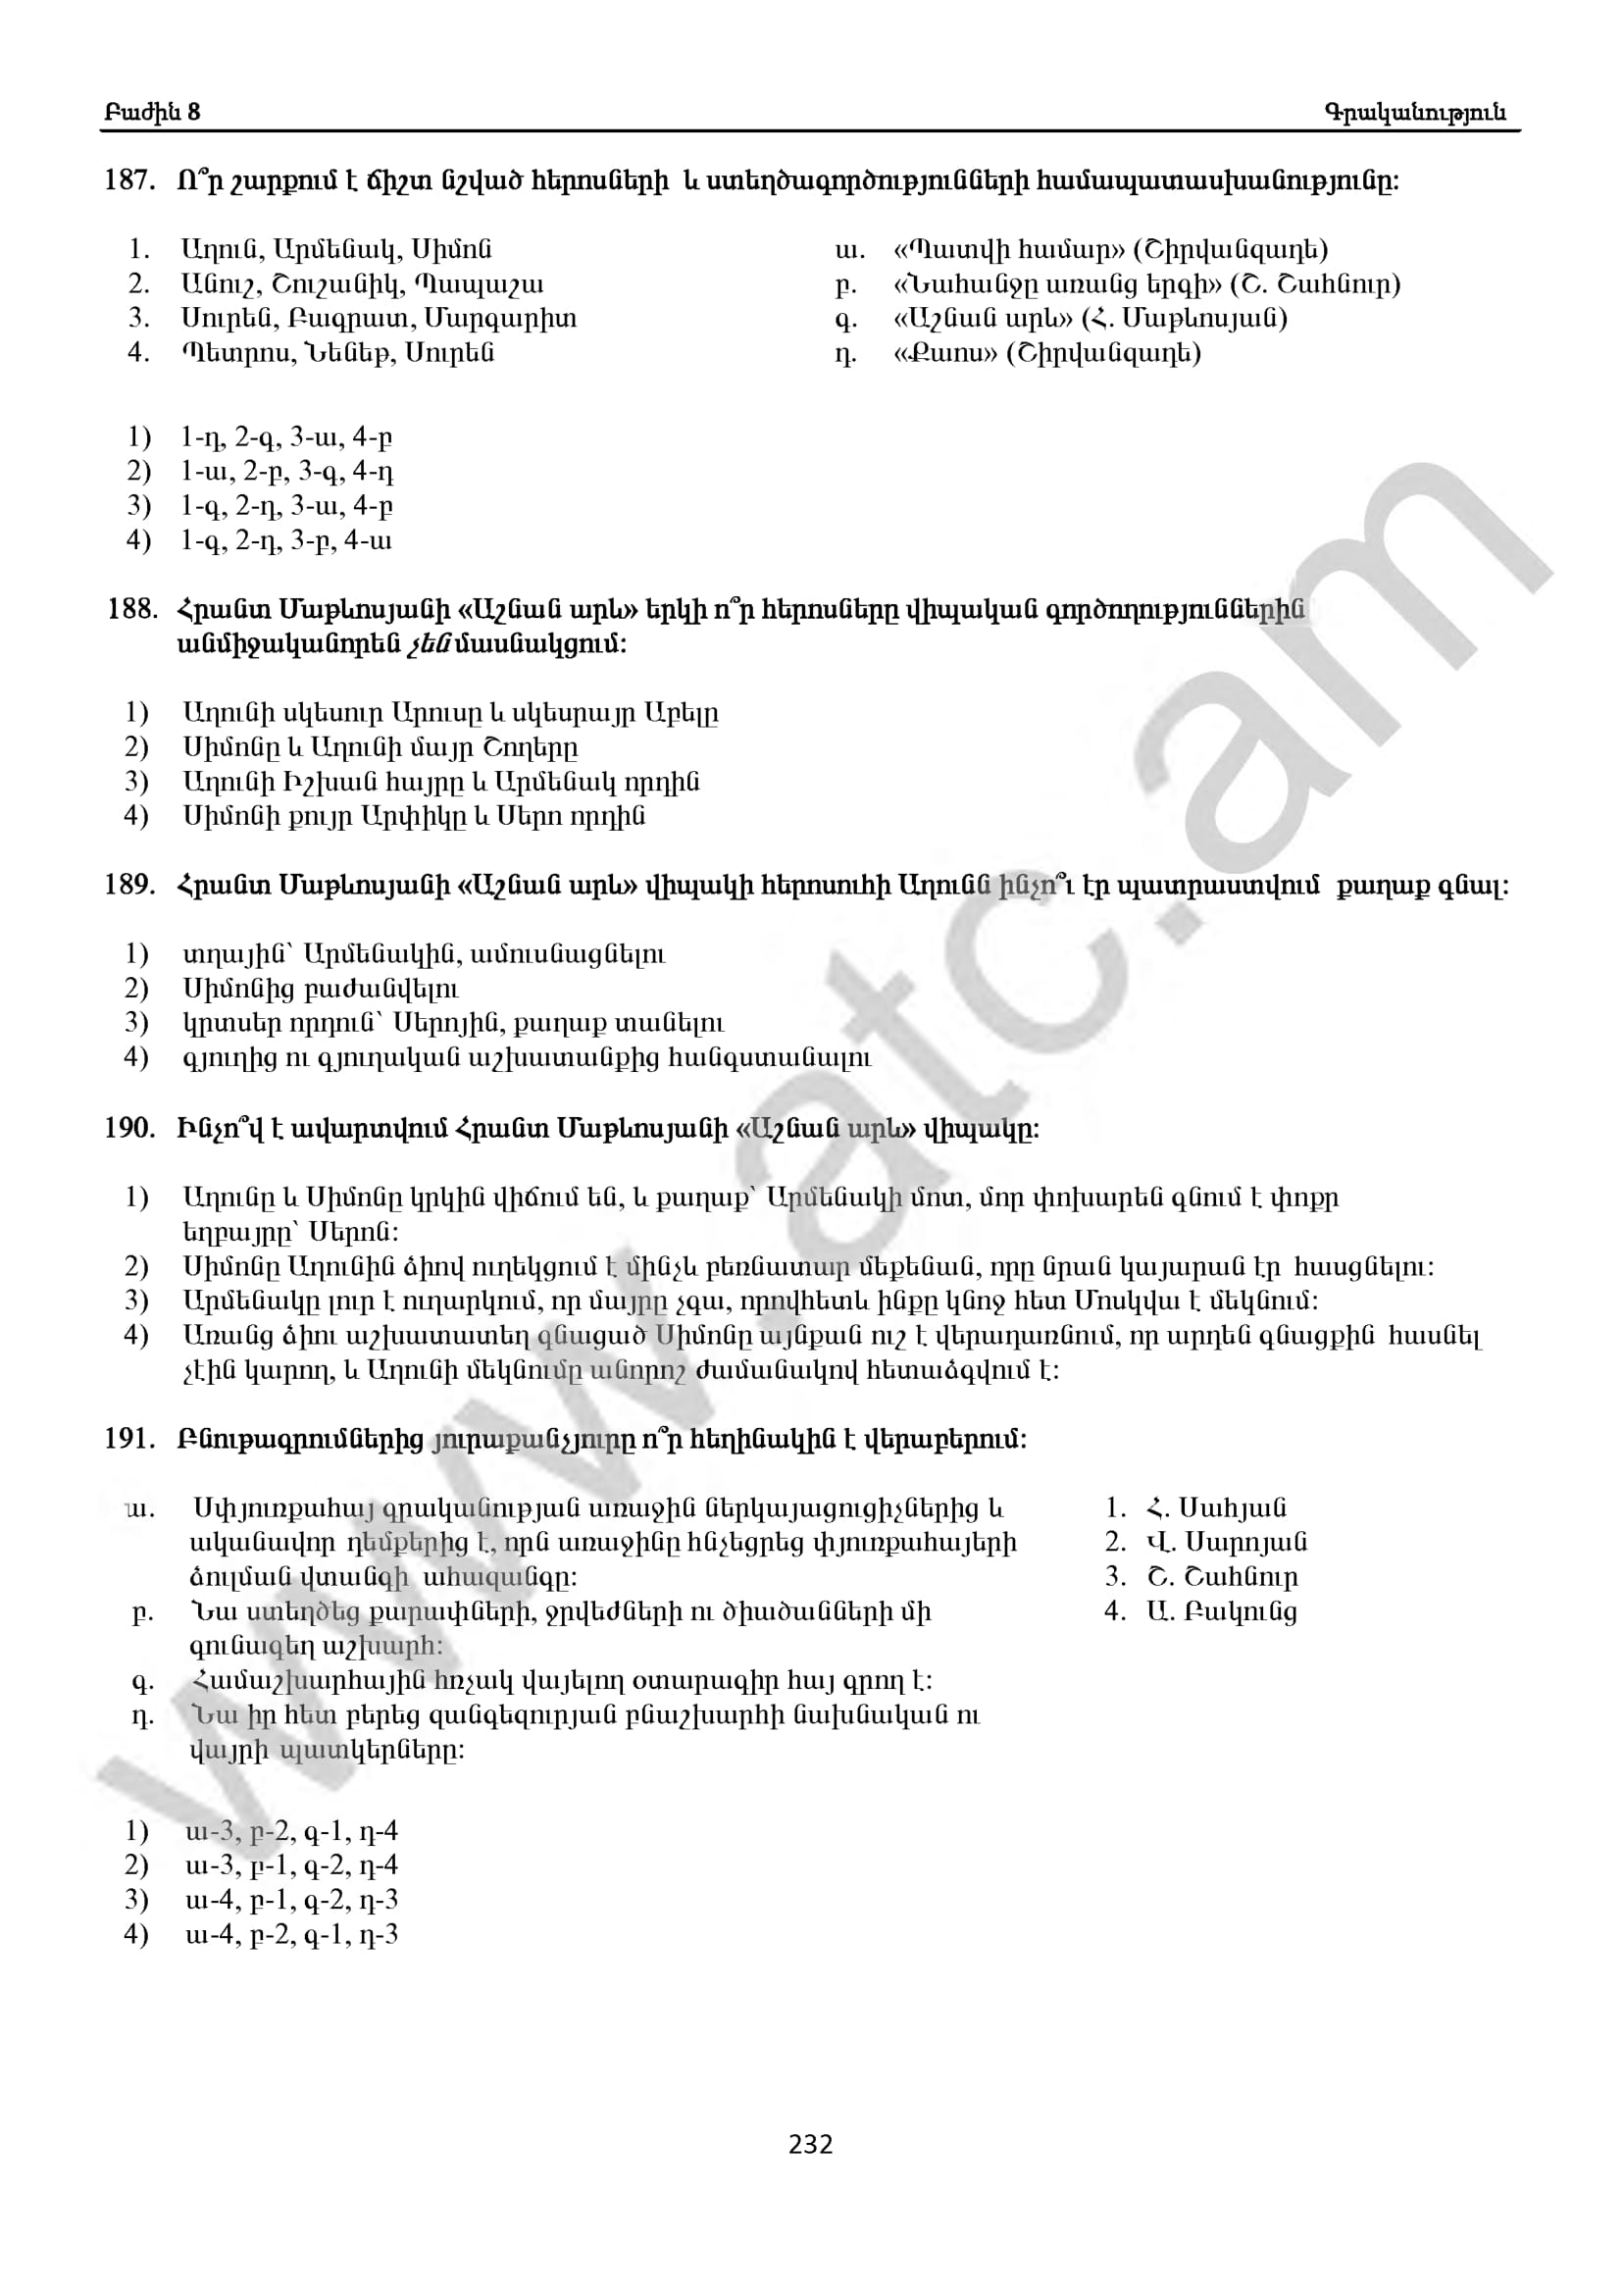 Բաժին 8 Գրականություն
187. Ո՞ր շարքում է ճիշտ նշված հերոսների և ստեղծագործությունների համապատասխանությունը:
1. Աղուն, Արմենակ, Սիմոն ա. «Պատվի համար» (Շիրվանզադե)
2. Անուշ, Շուշանիկ, Պապաշա բ. «Նահանջը առանց երգի» (Շ. Շահնուր)
3. Սուրեն, Բագրատ, Մարգարիտ գ. «Աշնան արև» (Հ. Մաթևոսյան)
4. Պետրոս, Նենեք, Սուրեն դ. «Քաոս» (Շիրվանզադե)
1) 1-դ, 2-գ, 3-ա, 4-բ
2) 1-ա, 2-բ, 3-գ, 4-դ
3) 1-գ, 2-դ, 3-ա, 4-բ
4) 1-գ, 2-դ, 3-բ, 4-ա
188. Հրանտ Մաթևոսյանի «Աշնան արև» երկի ո՞ր հերոսները վիպական գործողություններին
անմիջականորեն չեն մասնակցում:
1) Աղունի սկեսուր Արուսը և սկեսրայր Աբելը
2) Սիմոնը և Աղունի մայր Շողերը
3) Աղունի Իշխան հայրը և Արմենակ որդին
4) Սիմոնի քույր Արփիկը և Սերո որդին
189. Հրանտ Մաթևոսյանի «Աշնան արև» վիպակի հերոսուհի Աղունն ինչո՞ւ էր պատրաստվում քաղաք գնալ:
1) տղային՝ Արմենակին, ամուսնացնելու
2) Սիմոնից բաժանվելու
3) կրտսեր որդուն՝ Սերոյին, քաղաք տանելու
4) գյուղից ու գյուղական աշխատանքից հանգստանալու
190. Ինչո՞վ է ավարտվում Հրանտ Մաթևոսյանի «Աշնան արև» վիպակը:
1) Աղունը և Սիմոնը կրկին վիճում են, և քաղաք՝ Արմենակի մոտ, մոր փոխարեն գնում է փոքր
եղբայրը՝ Սերոն:
2) Սիմոնը Աղունին ձիով ուղեկցում է մինչև բեռնատար մեքենան, որը նրան կայարան էր հասցնելու:
3) Արմենակը լուր է ուղարկում, որ մայրը չգա, որովհետև ինքը կնոջ հետ Մոսկվա է մեկնում:
4) Առանց ձիու աշխատատեղ գնացած Սիմոնը այնքան ուշ է վերադառնում, որ արդեն գնացքին հասնել
չէին կարող, և Աղունի մեկնումը անորոշ ժամանակով հետաձգվում է:
191. Բնութագրումներից յուրաքանչյուրը ո՞ր հեղինակին է վերաբերում:
ա. Սփյուռքահայ գրականության առաջին ներկայացուցիչներից և 1. Հ. Սահյան
ականավոր դեմքերից է, որն առաջինը հնչեցրեց փյուռքահայերի 2. Վ. Սարոյան
ձուլման վտանգի ահազանգը: 3. Շ. Շահնուր
բ. Նա ստեղծեց քարափների, ջրվեժների ու ծիածանների մի 4. Ա. Բակունց
գունագեղ աշխարհ:
գ. Համաշխարհային հռչակ վայելող օտարագիր հայ գրող է:
դ. Նա իր հետ բերեց զանգեզուրյան բնաշխարհի նախնական ու
վայրի պատկերները:
1) ա-3, բ-2, գ-1, դ-4
2) ա-3, բ-1, գ-2, դ-4
3) ա-4, բ-1, գ-2, դ-3
4) ա-4, բ-2, գ-1, դ-3
www.atc.am
232